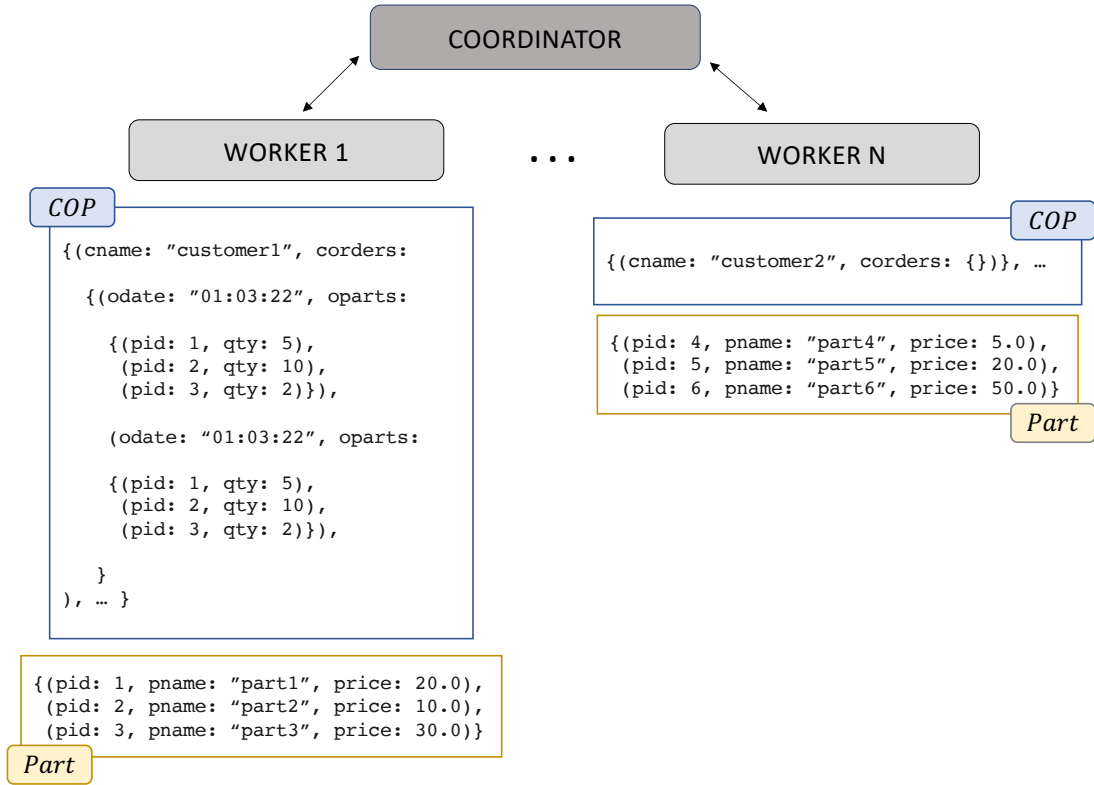 COORDINATOR
WORKER 1
...
WORKER N
COP
{(cname: ”customer1”, corders:
{(odate: ”01:03:22”, oparts:
{(pid: 1, qty: 5),
(pid: 2, qty: 10),
(pid: 3, qty: 2)}),
(odate: “01:03:22”, oparts:
{(pid: 1, qty: 5),
(pid: 2, qty: 10),
(pid: 3, qty: 2)}),
}
), … }
{(pid: 1, pname: ”part1”, price: 20.0),
(pid: 2, pname: “part2”, price: 10.0),
(pid: 3, pname: “part3”, price: 30.0)}
Part
COP
{(cname: ”customer2”, corders: {})}, …
{(pid: 4, pname: ”part4”, price: 5.0),
(pid: 5, pname: “part5”, price: 20.0),
(pid: 6, pname: “part6”, price: 50.0)}
Part